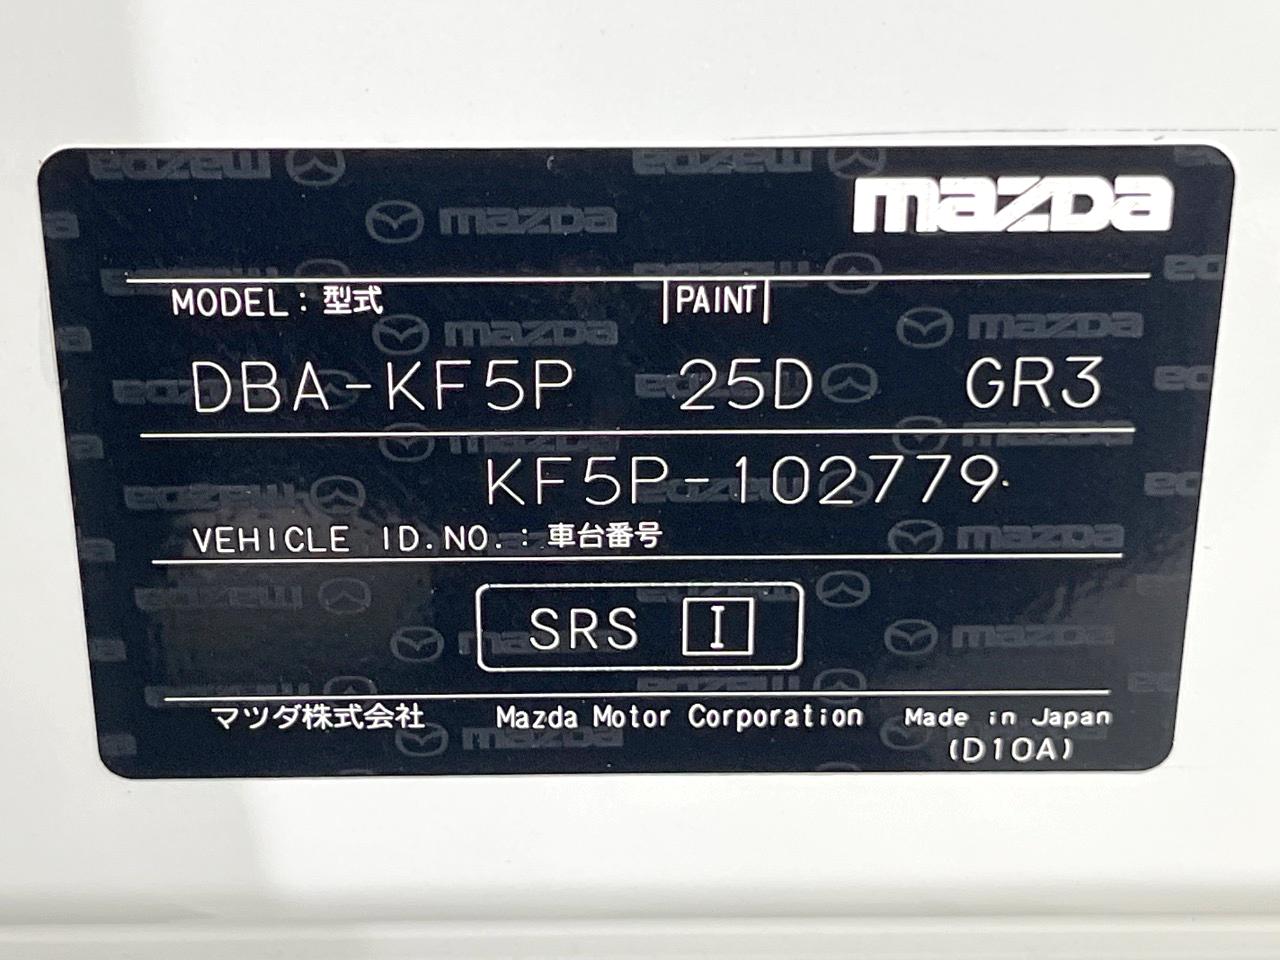 mazda
MODEL：型式 PAINT
DBA-KF5P 25D GR3
KF5P-102779
VEHICLE ID.NO.：車台番号
SRS I
マツダ株式会社 Mazda Motor Corporation Made in Japan
(D10A)